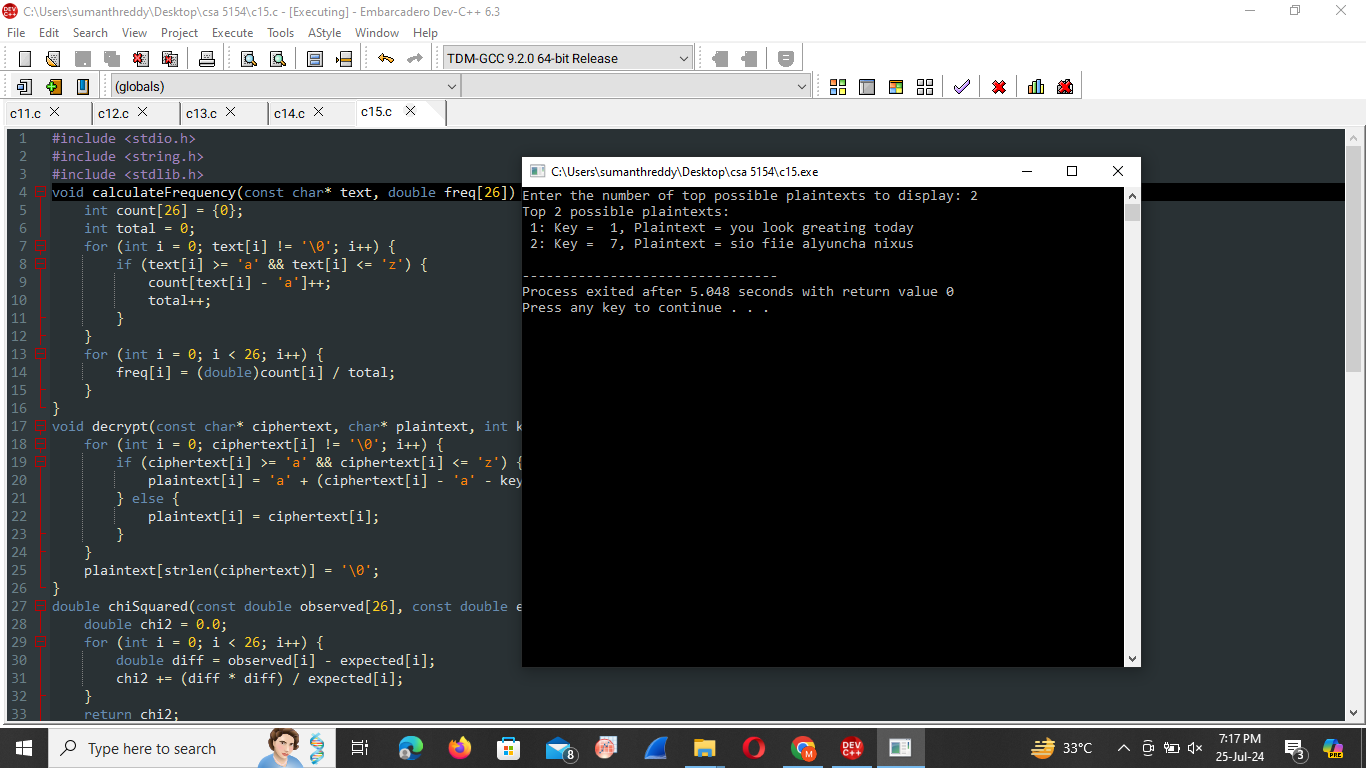 C:\Users\sumanthreddy\Desktop\csa 5154\c15.c - [Executing] - Embarcadero Dev-C++ 6.3
File Edit Search View Project Execute Tools AStyle Window Help
TDM-GCC 9.2.0 64-bit Release
(globals)
c11.c c12.c c13.c c14.c c15.c
1 #include <stdio.h>
2 #include <string.h>
3 #include <stdlib.h>
4 void calculateFrequency(const char* text, double freq[26])
5 int count[26] = {0};
6 int total = 0;
7 for (int i = 0; text[i] != '\0'; i++) {
8 if (text[i] >= 'a' && text[i] <= 'z') {
9 count[text[i] - 'a']++;
10 total++;
11 }
12 }
13 for (int i = 0; i < 26; i++) {
14 freq[i] = (double)count[i] / total;
15 }
16 }
17 void decrypt(const char* ciphertext, char* plaintext, int k
18 for (int i = 0; ciphertext[i] != '\0'; i++) {
19 if (ciphertext[i] >= 'a' && ciphertext[i] <= 'z') {
20 plaintext[i] = 'a' + (ciphertext[i] - 'a' - key
21 } else {
22 plaintext[i] = ciphertext[i];
23 }
24 }
25 plaintext[strlen(ciphertext)] = '\0';
26 }
27 double chiSquared(const double observed[26], const double e
28 double chi2 = 0.0;
29 for (int i = 0; i < 26; i++) {
30 double diff = observed[i] - expected[i];
31 chi2 += (diff * diff) / expected[i];
32 }
33 return chi2;
C:\Users\sumanthreddy\Desktop\csa 5154\c15.exe
Enter the number of top possible plaintexts to display: 2
Top 2 possible plaintexts:
1: Key =  1, Plaintext = you look greating today
2: Key =  7, Plaintext = sio fiie alyuncha nixus
--------------------------------
Process exited after 5.048 seconds with return value 0
Press any key to continue . . .
Type here to search
8
M
DEV C++
33°C
7:17 PM
25-Jul-24
3
PRE